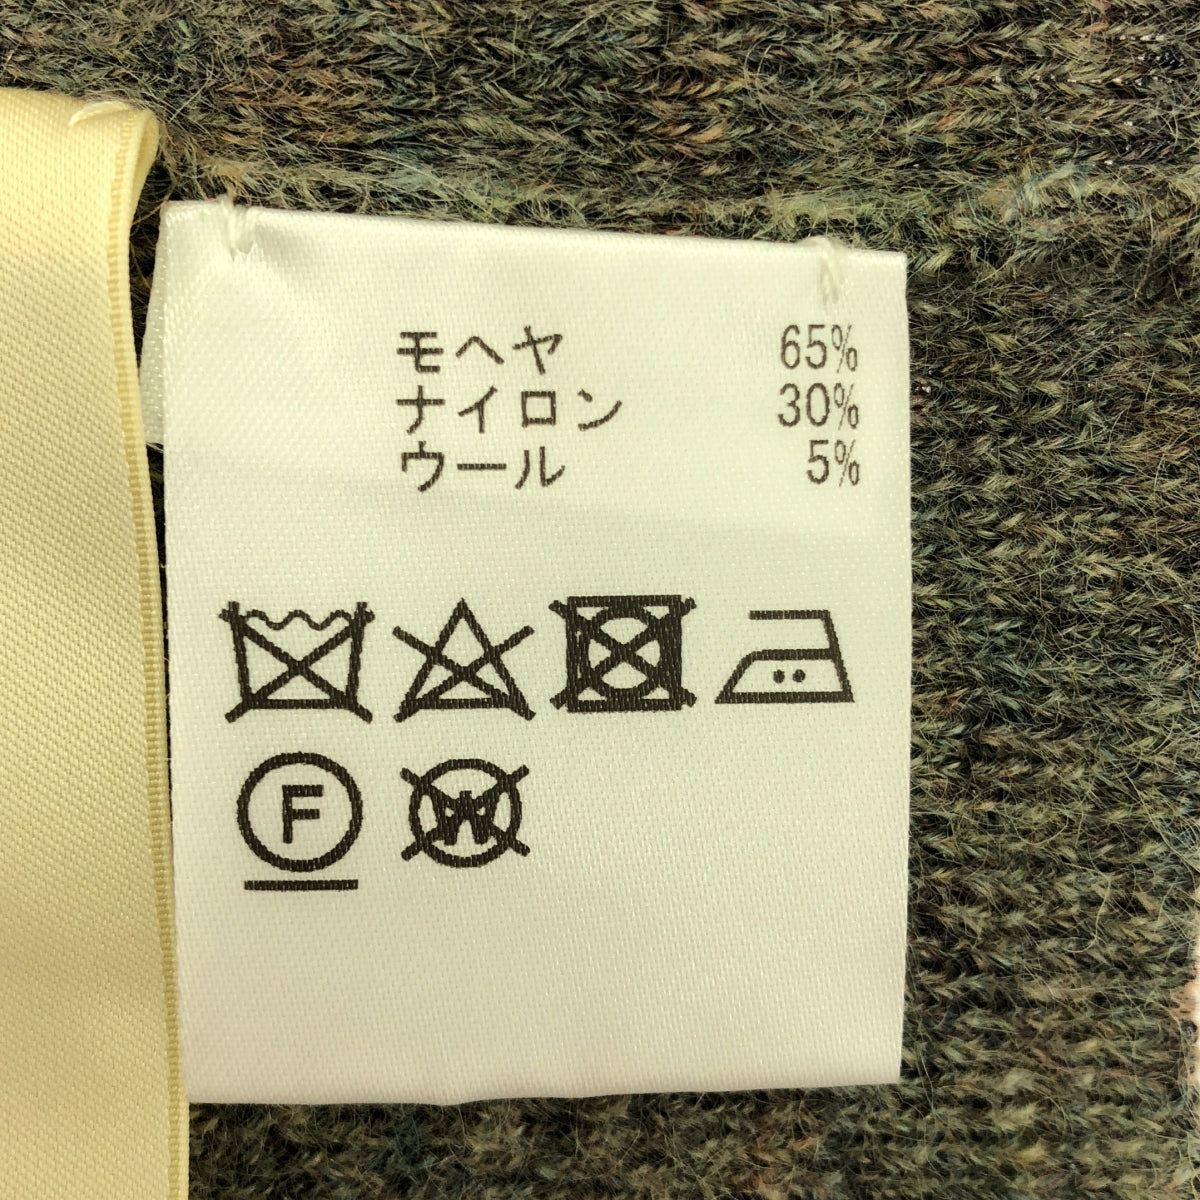 モヘヤ 65%
ナイロン 30%
ウール 5%
F W